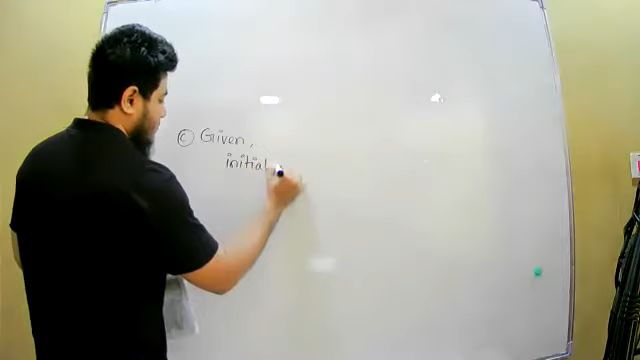 Ⓒ Given,
initial